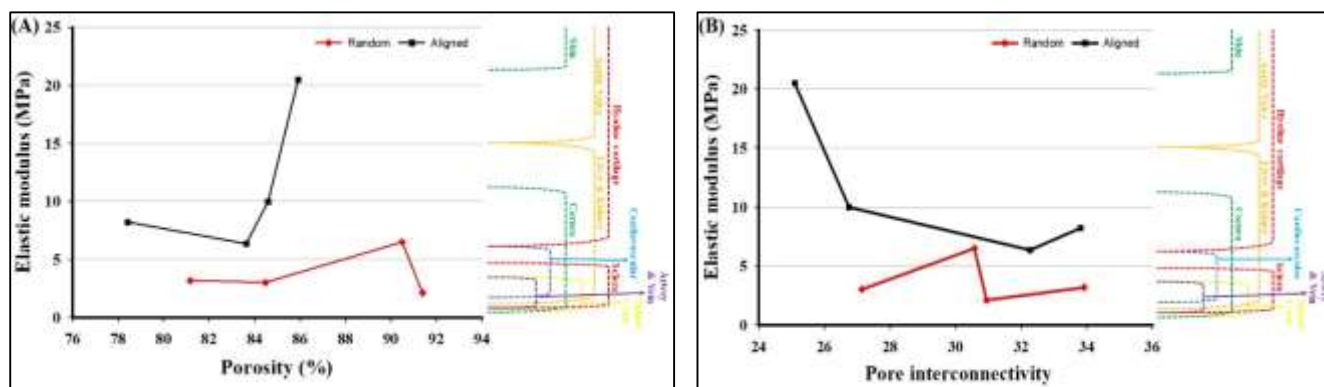 (A)
25
20
15
10
5
0
Elastic modulus (MPa)
Random
Aligned
76
78
80
82
84
86
88
90
92
94
Porosity (%)
Skin
Hyaline cartilage
Cornea
Cardiovascular
Sclera
Artery
& Vein
(B)
25
20
15
10
5
0
Elastic modulus (MPa)
Random
Aligned
24
26
28
30
32
34
36
Pore interconnectivity
Skin
Hyaline cartilage
Cornea
Cardiovascular
Sclera
Artery
& Vein